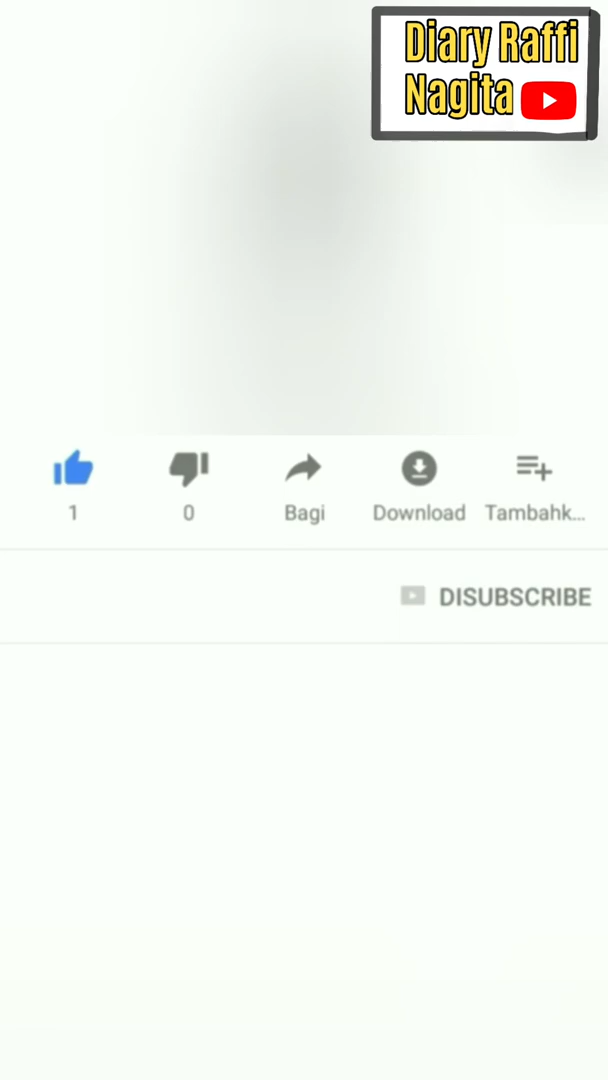 Diary Raffi
Nagita
1
0
Bagi
Download
Tambahk...
DISUBSCRIBE